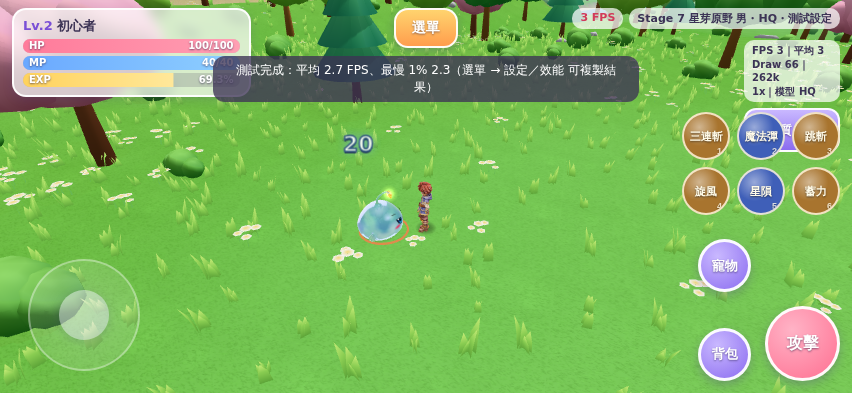 Lv.2 初心者
HP 100/100
MP
EXP
選單
3 FPS
Stage 7 星芽原野 男・HQ・測試設定
FPS 3 | 平均 3
Draw 66 |
262k
1x | 模型 HQ
測試完成：平均 2.7 FPS、最慢 1% 2.3（選單 → 設定／效能 可複製結
果）
三連斬 1
魔法彈 2
跳斬 3
旋風 4
星隕 5
蓄力 6
20
寵物
背包
攻擊